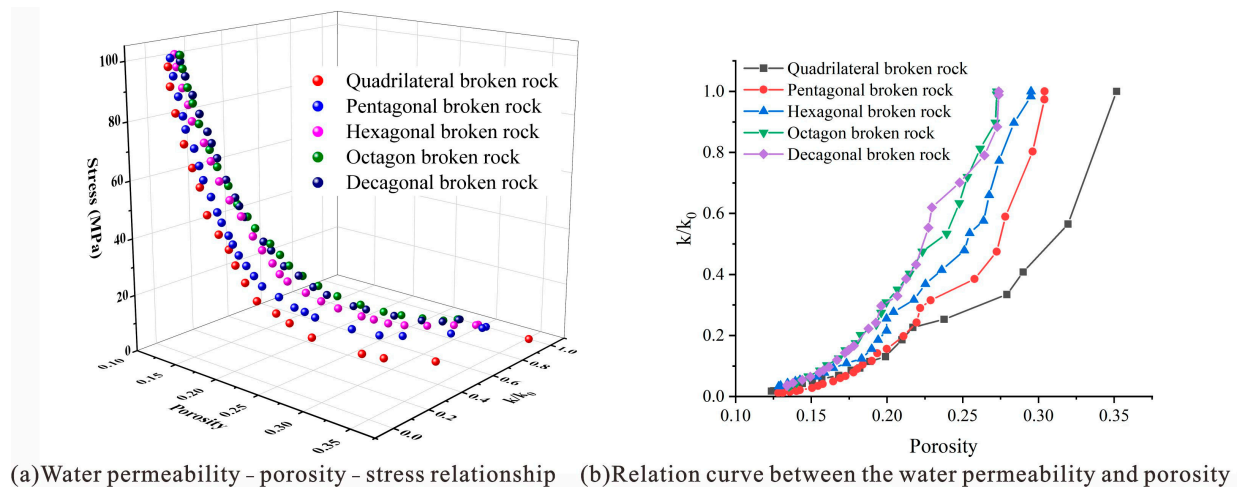 100
80
60
40
20
0
Stress (MPa)
Quadrilateral broken rock
Pentagonal broken rock
Hexagonal broken rock
Octagon broken rock
Decagonal broken rock
0.10
0.15
0.20
0.25
0.30
0.35
Porosity
0.0
0.2
0.4
0.6
0.8
1.0
k/k0
(a)Water permeability - porosity - stress relationship
Quadrilateral broken rock
Pentagonal broken rock
Hexagonal broken rock
Octagon broken rock
Decagonal broken rock
1.0
0.8
0.6
0.4
0.2
0.0
k/k0
0.10
0.15
0.20
0.25
0.30
0.35
Porosity
(b)Relation curve between the water permeability and porosity